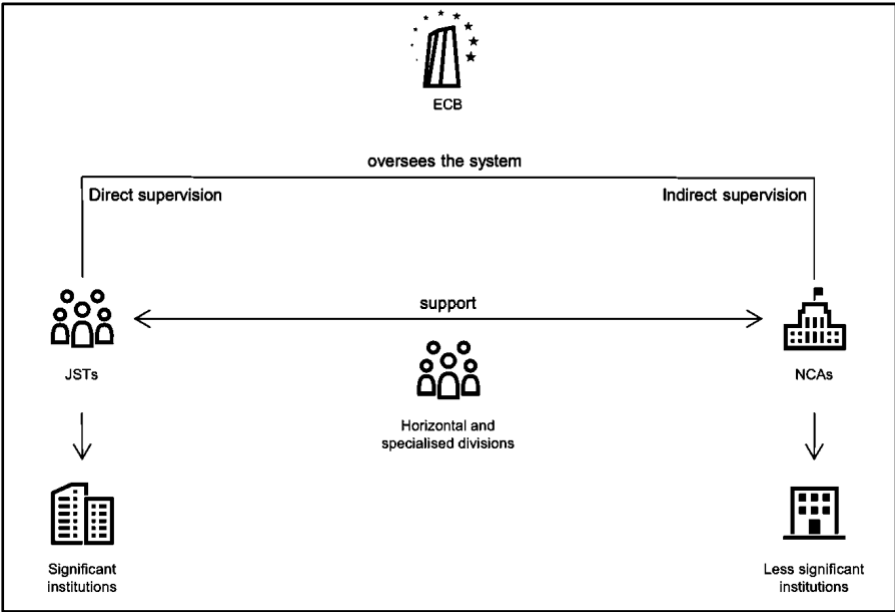 ECB
oversees the system
Direct supervision
Indirect supervision
support
JSTs
NCAs
Horizontal and
specialised divisions
Significant
institutions
Less significant
institutions